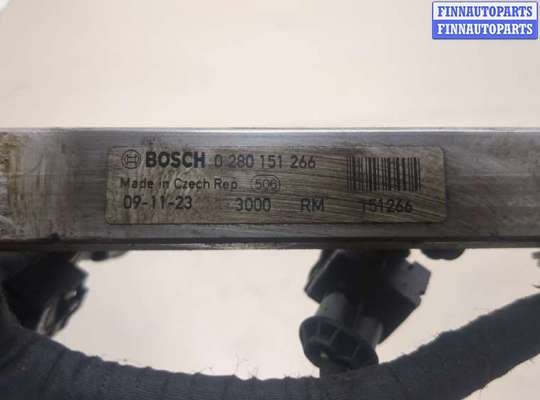 FINNAUTOPARTS
FINNAUTOPARTS
BOSCH 0 280 151 266
Made in Czech Rep. 506
09-11-23 3000 RM 151266